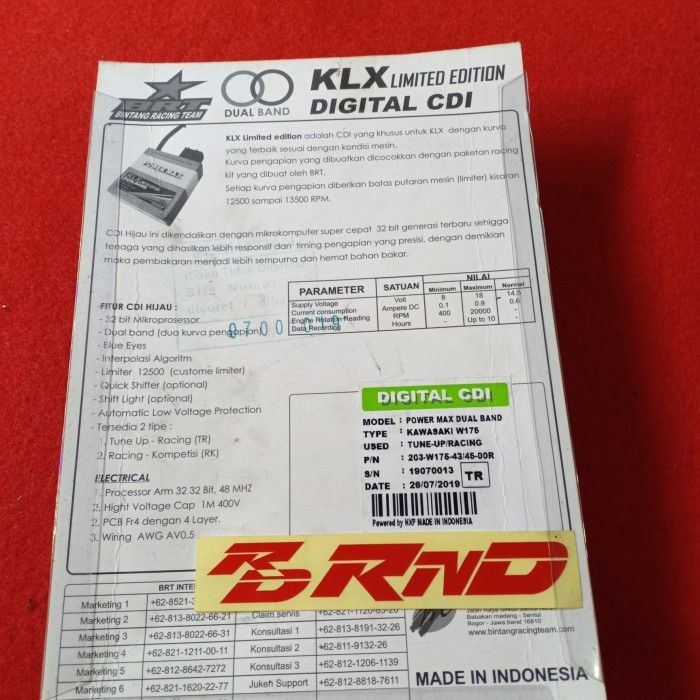 BRT
BINTANG RACING TEAM
DUAL BAND
KLX LIMITED EDITION
DIGITAL CDI
KLX Limited edition adalah CDI yang khusus untuk KLX dengan kurva
yang terbaik sesuai dengan kondisi mesin.
Kurva pengapian yang dibuatkan dicocokkan dengan paketan racing
kit yang dibuat oleh BRT.
Setiap kurva pengapian diberikan batas putaran mesin (limiter) kisaran
12500 sampai 13500 RPM.
CDI Hijau ini dikendalikan dengan mikrokomputer super cepat 32 bit generasi terbaru sehingga
tenaga yang dihasilkan lebih responsif dan timing pengapian yang presisi, dengan demikian
maka pembakaran menjadi lebih sempurna dan hemat bahan bakar.
PARAMETER SATUAN NILAI
Minimum Maximum Normal
Supply Voltage Volt 8 18 14.5
Current consumption Ampere DC 0.1 0.9 0.6
Engine Rotation Reading RPM 400 20000 -
Data Recording Hours - Up to 10 -
FITUR CDI HIJAU :
- 32 bit Mikroprosessor
- Dual band (dua kurva pengapian)
- Blue Eyes
- Interpolasi Algoritm
- Limiter 12500 (custome limiter)
- Quick Shifter (optional)
- Shift Light (optional)
- Automatic Low Voltage Protection
- Tersedia 2 tipe :
1. Tune Up - Racing (TR)
2. Racing - Kompetisi (RK)
ELECTRICAL
1. Processor Arm 32 32 Bit, 48 MHZ
2. Hight Voltage Cap 1M 400V
2. PCB Fr4 dengan 4 Layer.
3. Wiring AWG AV0.5
DIGITAL CDI
MODEL : POWER MAX DUAL BAND
TYPE : KAWASAKI W175
USED : TUNE-UP/RACING
P/N : 203-W175-43/45-00R
S/N : 19070013
DATE : 26/07/2019
TR
Powered by NXP MADE IN INDONESIA
RD RND
BRT
Marketing 1 +62-8521-
Marketing 2 +62-813-8022-66-21 Claim servis +62-821-1120-83-20
Marketing 3 +62-813-8022-66-31 Konsultasi 1 +62-813-8191-32-26
Marketing 4 +62-821-1211-00-11 Konsultasi 2 +62-811-9132-26
Marketing 5 +62-812-8642-7272 Konsultasi 3 +62-812-1206-1139
Marketing 6 +62-821-1620-22-77 Juken Support +62-812-8818-7611
Babakan madang - Sentul
Bogor - Jawa barat 16810
www.bintangracingteam.com
MADE IN INDONESIA